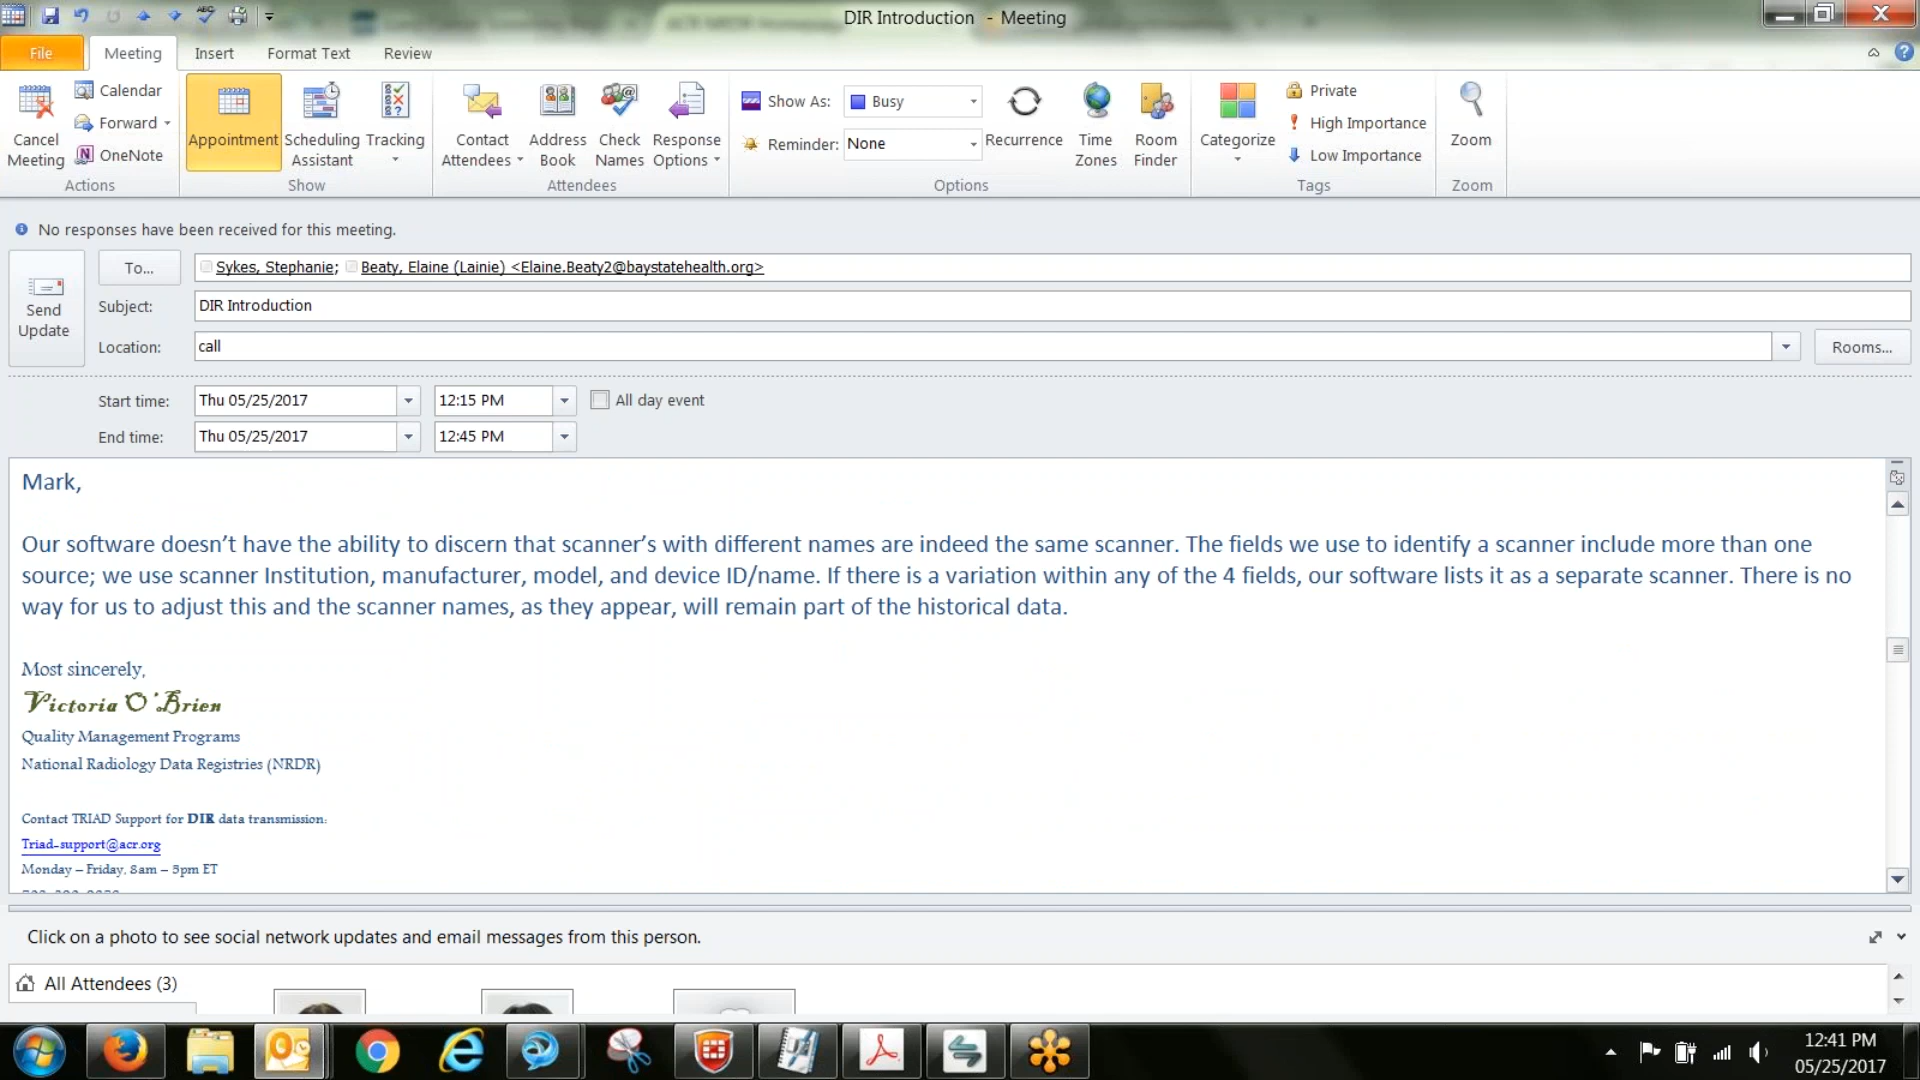 DIR Introduction - Meeting
File
Meeting
Insert
Format Text
Review
Cancel Meeting
Calendar
Forward
OneNote
Actions
Appointment
Scheduling Assistant
Tracking
Show
Contact Attendees
Address Book
Check Names
Response Options
Attendees
Show As: Busy
Reminder: None
Recurrence
Time Zones
Room Finder
Options
Categorize
Private
High Importance
Low Importance
Tags
Zoom
Zoom
No responses have been received for this meeting.
Send Update
To... Sykes, Stephanie; Beaty, Elaine (Lainie) <Elaine.Beaty2@baystatehealth.org>
Subject: DIR Introduction
Location: call
Rooms...
Start time: Thu 05/25/2017 12:15 PM All day event
End time: Thu 05/25/2017 12:45 PM
Mark,
Our software doesn't have the ability to discern that scanner's with different names are indeed the same scanner. The fields we use to identify a scanner include more than one
source; we use scanner Institution, manufacturer, model, and device ID/name. If there is a variation within any of the 4 fields, our software lists it as a separate scanner. There is no
way for us to adjust this and the scanner names, as they appear, will remain part of the historical data.
Most sincerely,
Victoria O'Brien
Quality Management Programs
National Radiology Data Registries (NRDR)
Contact TRIAD Support for DIR data transmission:
Triad-support@acr.org
Monday – Friday, 8am – 5pm ET
Click on a photo to see social network updates and email messages from this person.
All Attendees (3)
12:41 PM
05/25/2017